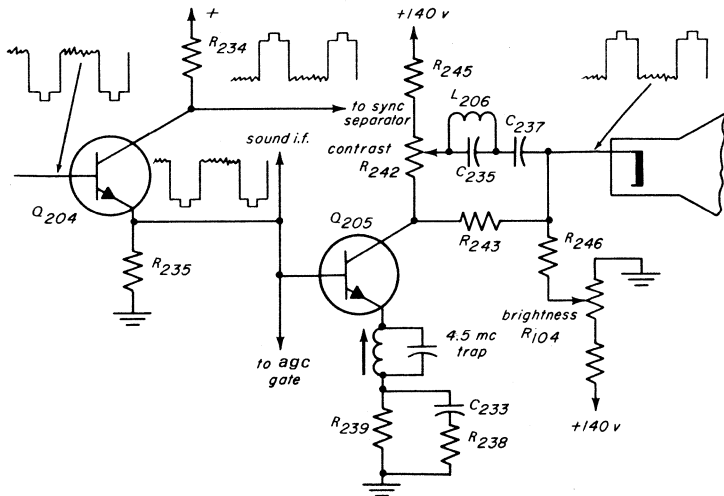 +
R234
+140 v
R245
L206
to sync
separator
C237
sound i.f.
contrast
R242
C235
Q204
Q205
R243
R246
R235
brightness
Ri04
4.5 mc
trap
to agc
gate
C233
R239
R238
+140 v